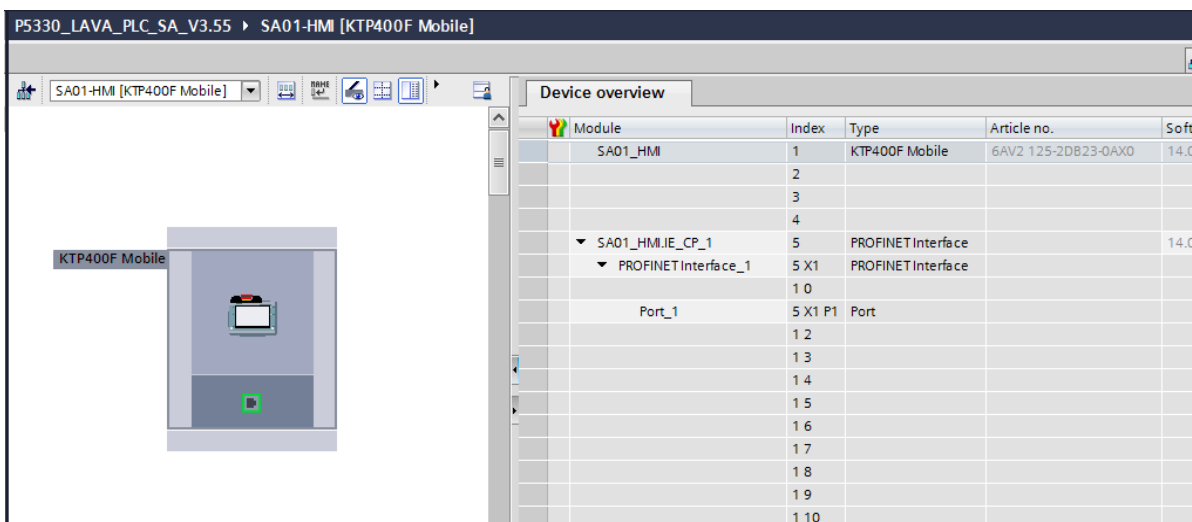 P5330_LAVA_PLC_SA_V3.55 ▸ SA01-HMI [KTP400F Mobile]
SA01-HMI [KTP400F Mobile]
NAME
Device overview
Module Index Type Article no. Soft
SA01_HMI 1 KTP400F Mobile 6AV2 125-2DB23-0AX0 14.0
2
3
4
SA01_HMI.IE_CP_1 5 PROFINET Interface 14.0
PROFINET Interface_1 5 X1 PROFINET Interface
1 0
Port_1 5 X1 P1 Port
1 2
1 3
1 4
1 5
1 6
1 7
1 8
1 9
1 10
KTP400F Mobile